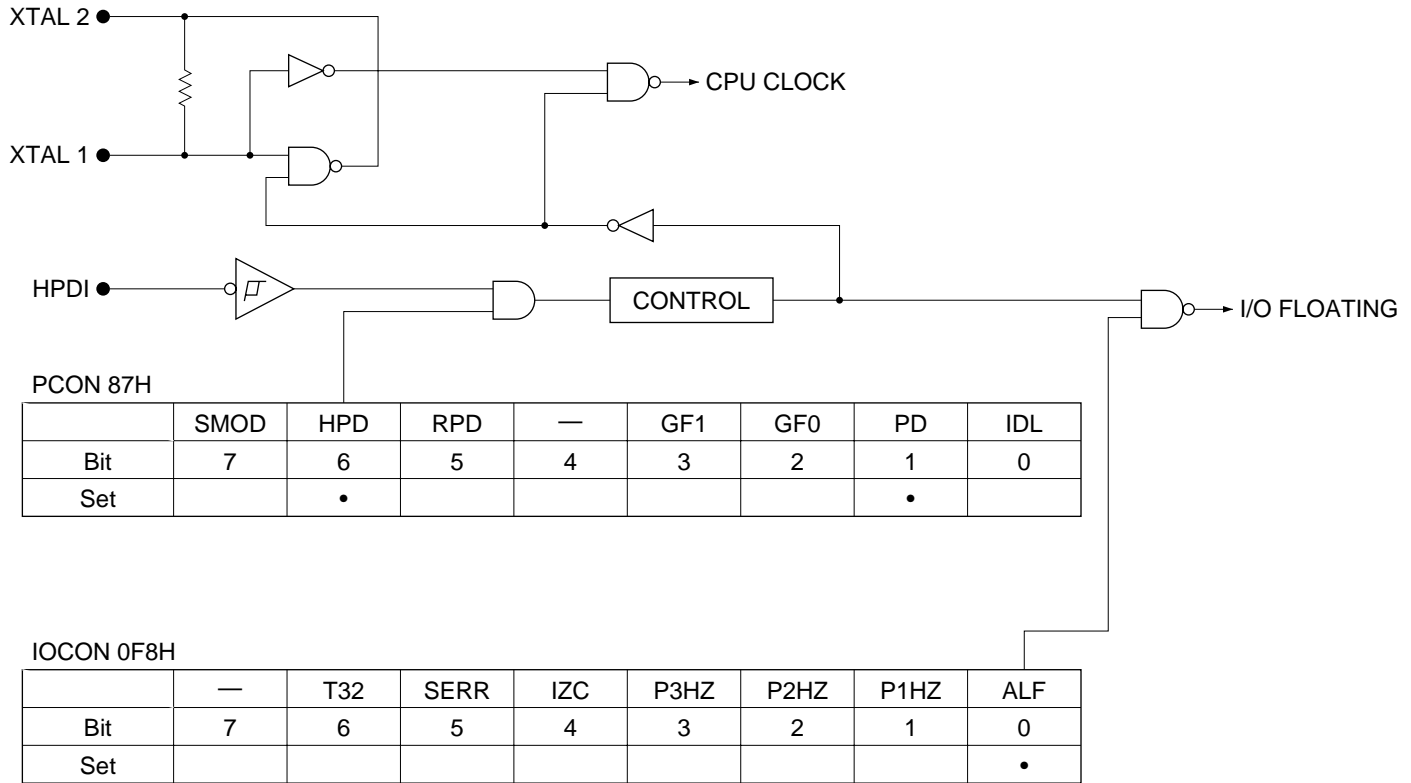 XTAL 2
CPU CLOCK
XTAL 1
HPDI
CONTROL
I/O FLOATING
PCON 87H
SMOD HPD RPD — GF1 GF0 PD IDL
Bit 7 6 5 4 3 2 1 0
Set • •
IOCON 0F8H
— T32 SERR IZC P3HZ P2HZ P1HZ ALF
Bit 7 6 5 4 3 2 1 0
Set •